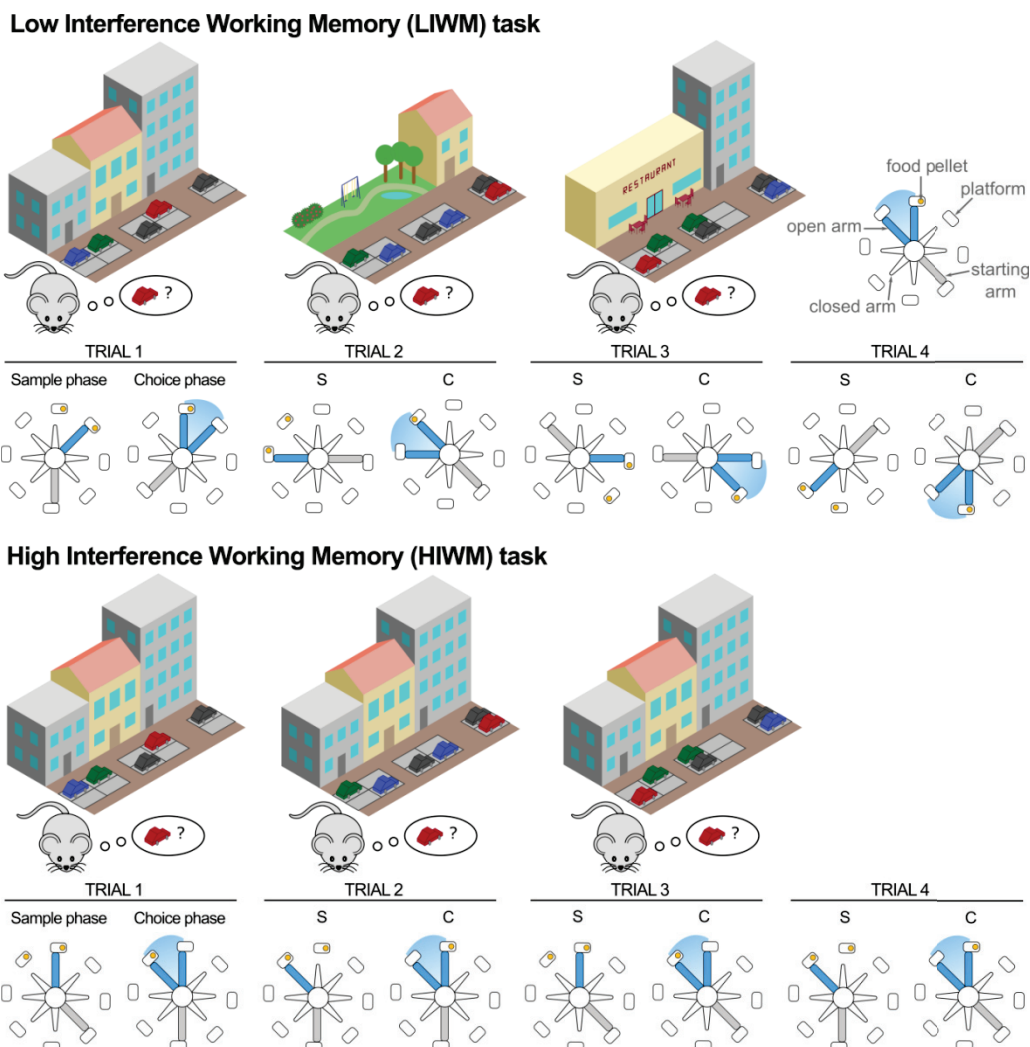 Low Interference Working Memory (LIWM) task
RESTAURANT
food pellet
platform
open arm
starting
arm
closed arm
?
?
?
TRIAL 1
TRIAL 2
TRIAL 3
TRIAL 4
Sample phase
Choice phase
S
C
S
C
S
C
High Interference Working Memory (HIWM) task
?
?
?
TRIAL 1
TRIAL 2
TRIAL 3
TRIAL 4
Sample phase
Choice phase
S
C
S
C
S
C